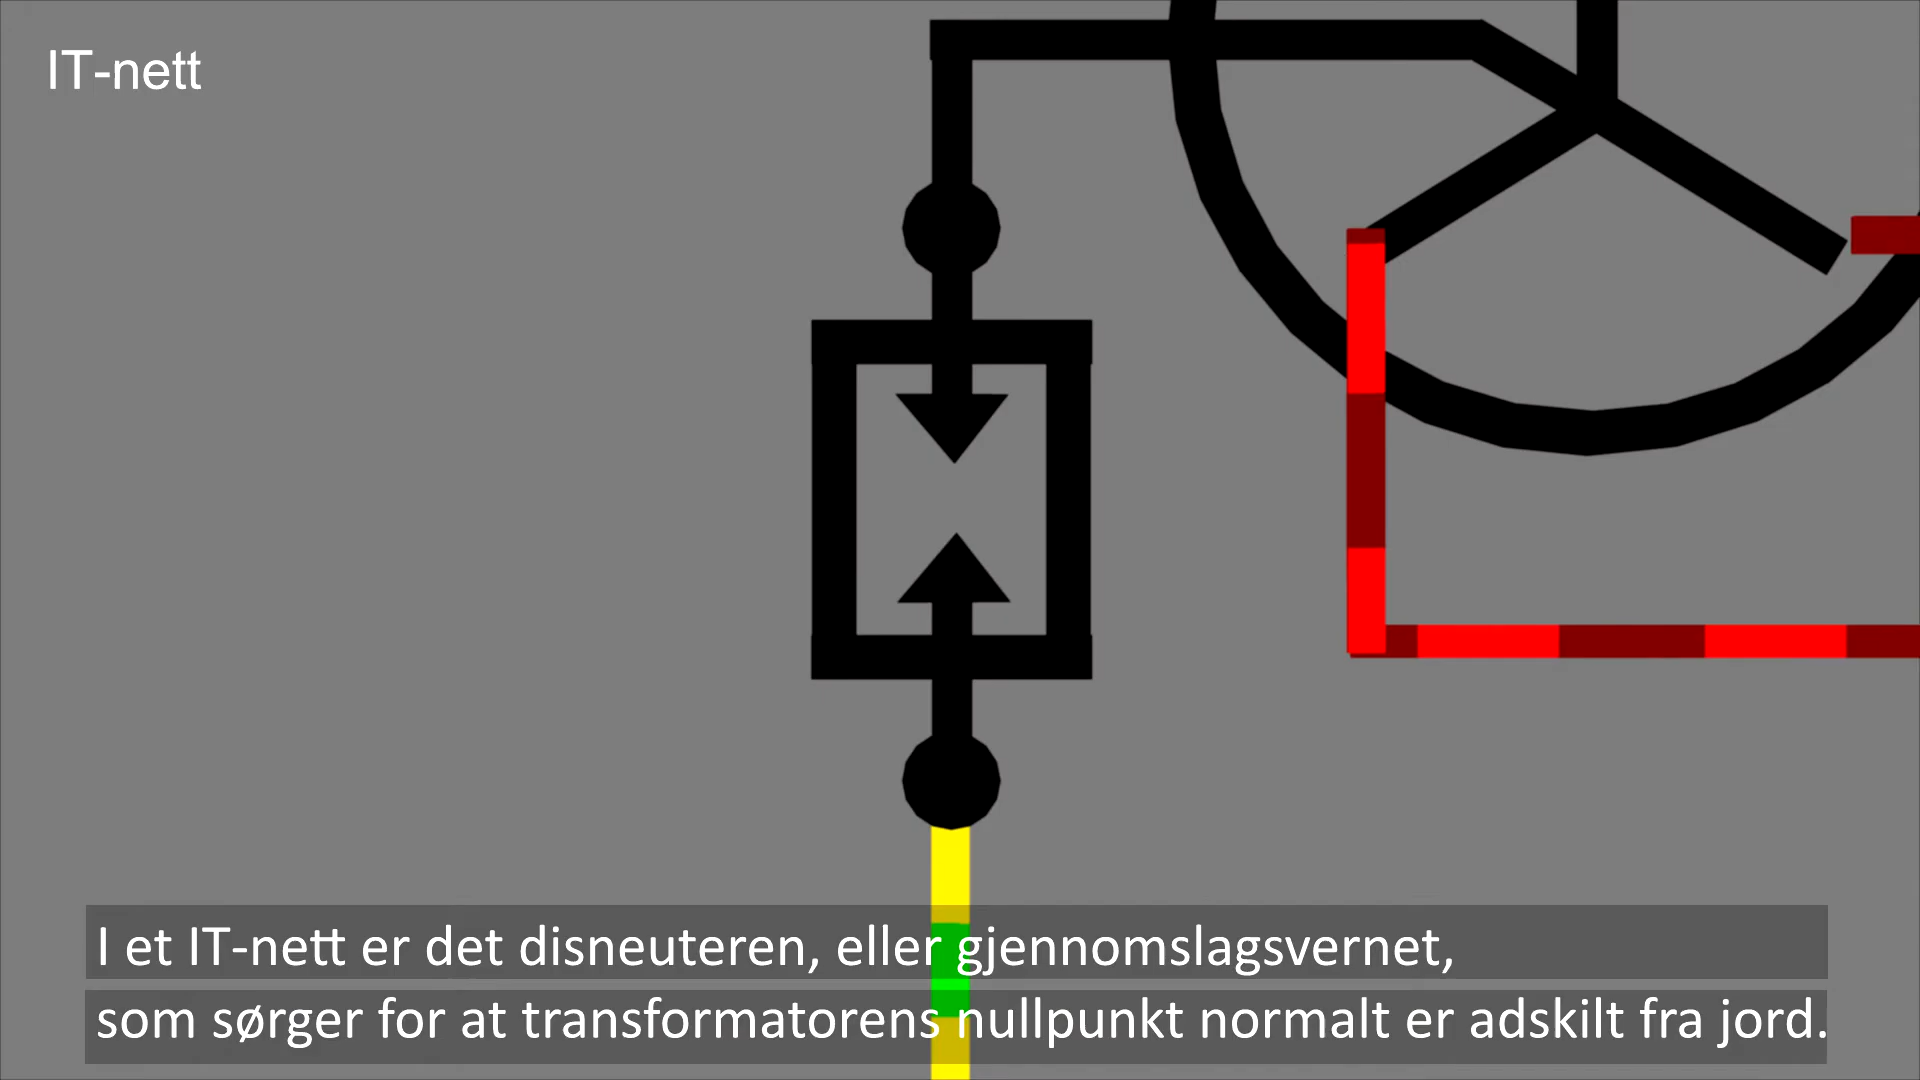 IT-nett
I et IT-nett er det disneuteren, eller gjennomslagsvernet,
som sørger for at transformatorens nullpunkt normalt er adskilt fra jord.